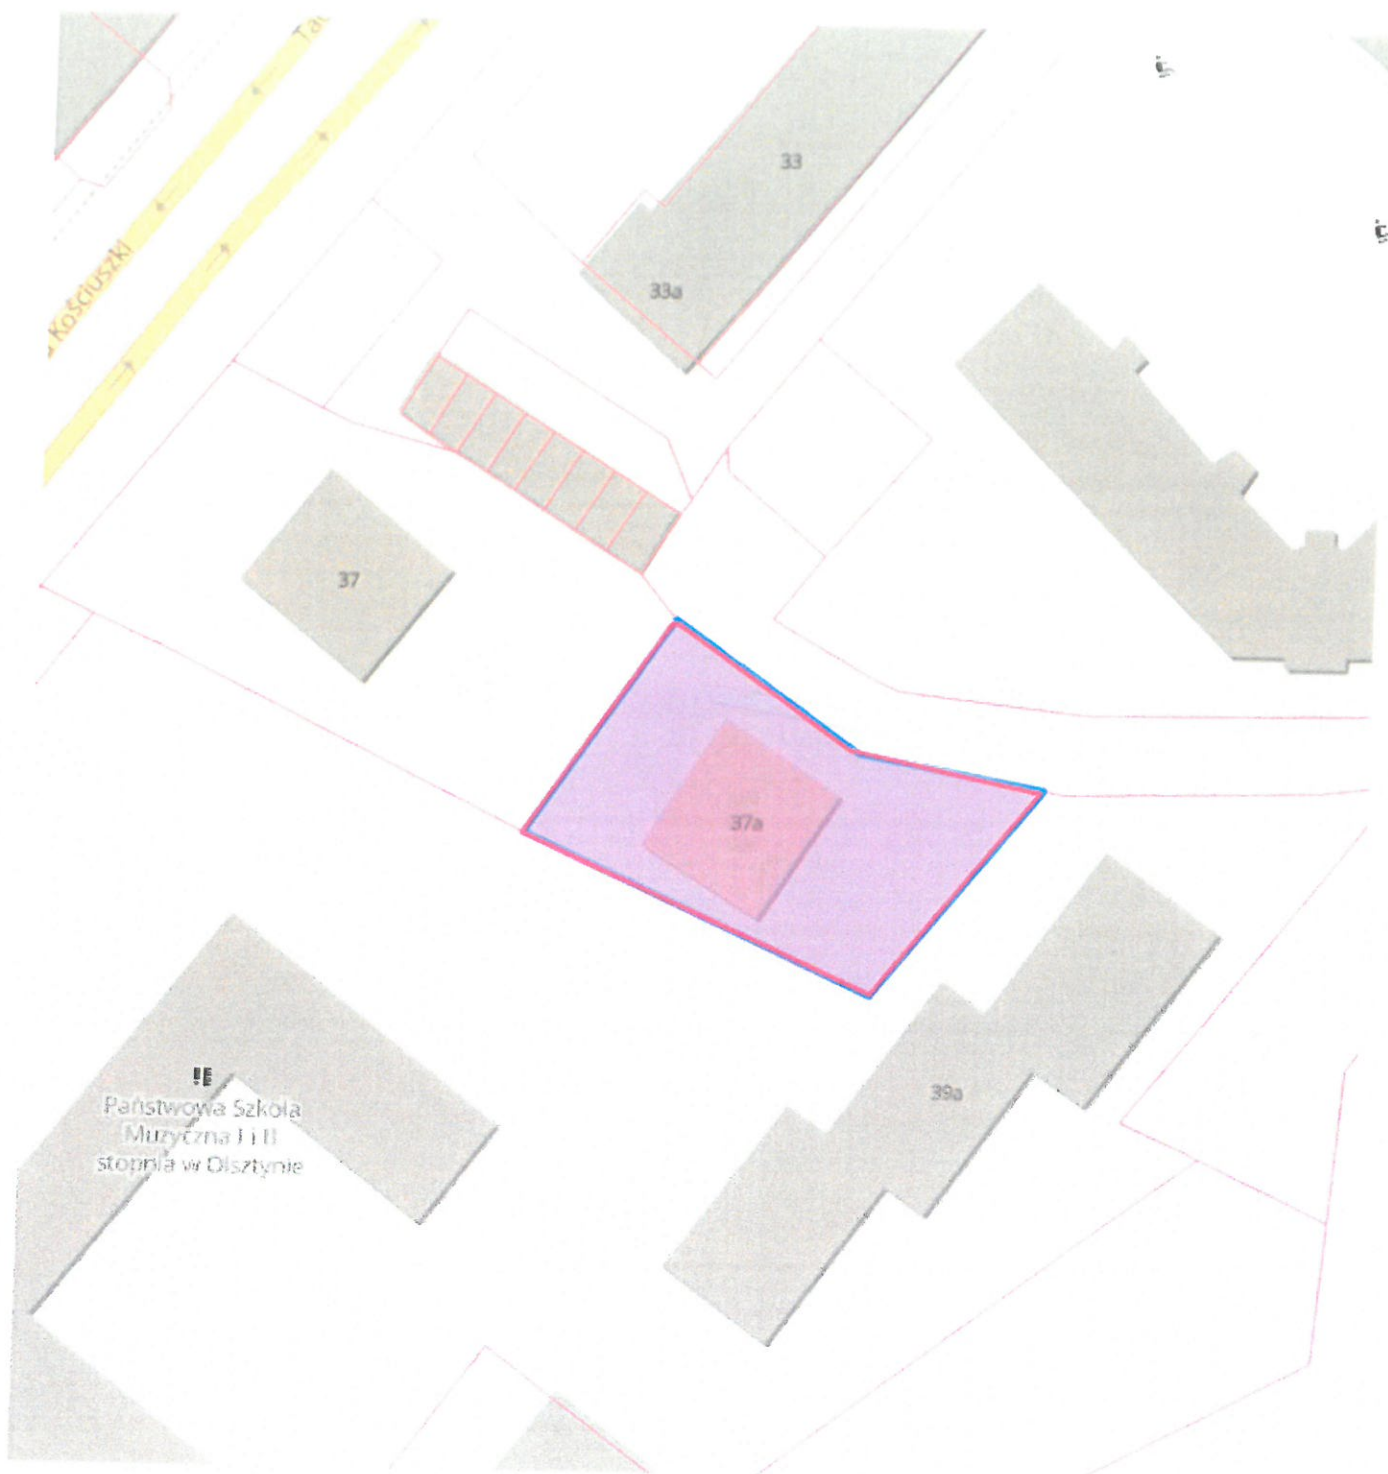 Kościuszki
33
33a
37
37a
39a
Państwowa Szkoła
Muzyczna I i II
stopnia w Olsztynie